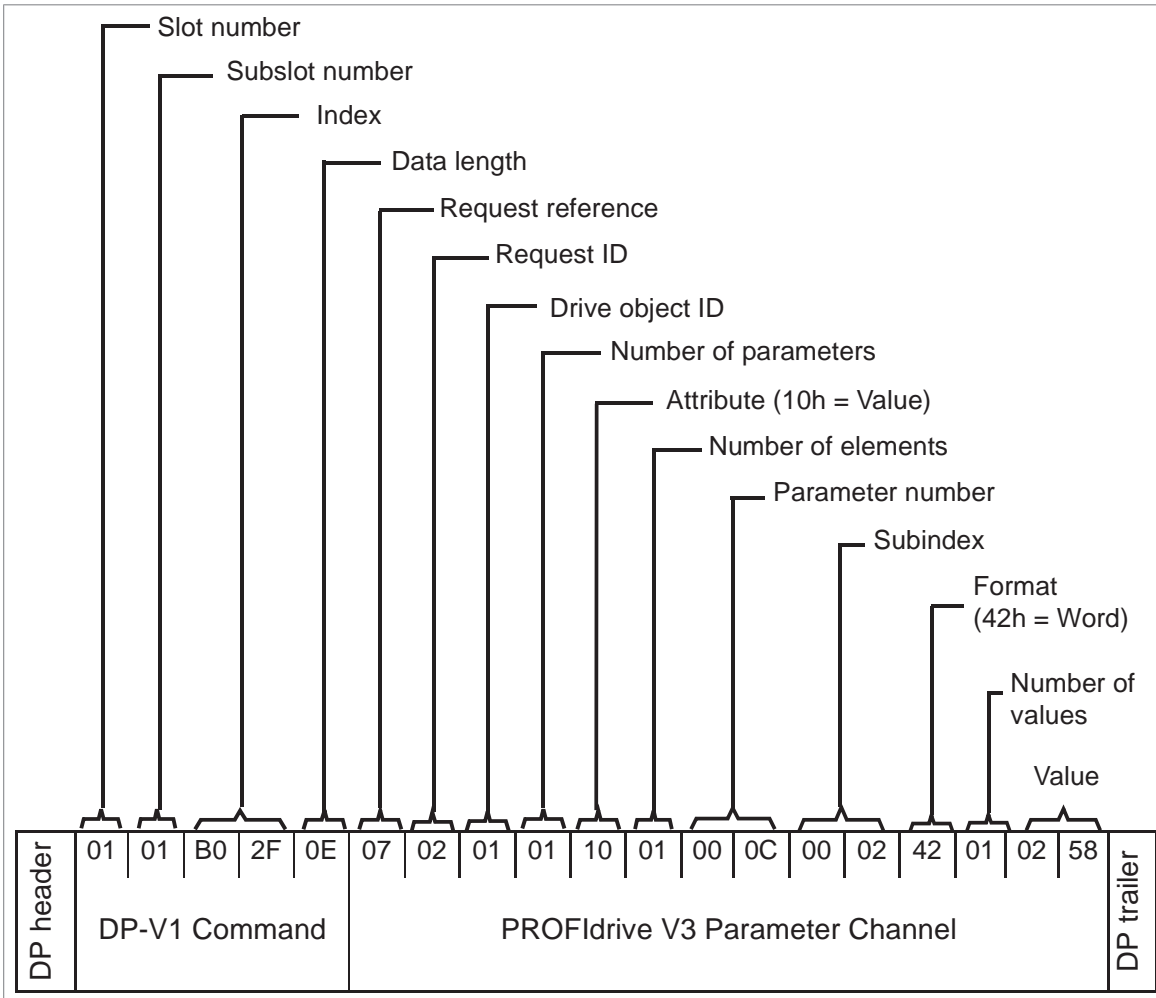 Slot number
Subslot number
Index
Data length
Request reference
Request ID
Drive object ID
Number of parameters
Attribute (10h = Value)
Number of elements
Parameter number
Subindex
Format
(42h = Word)
Number of
values
Value
DP header
01 01 B0 2F 0E 07 02 01 01 10 01 00 0C 00 02 42 01 02 58
DP-V1 Command
PROFIdrive V3 Parameter Channel
DP trailer